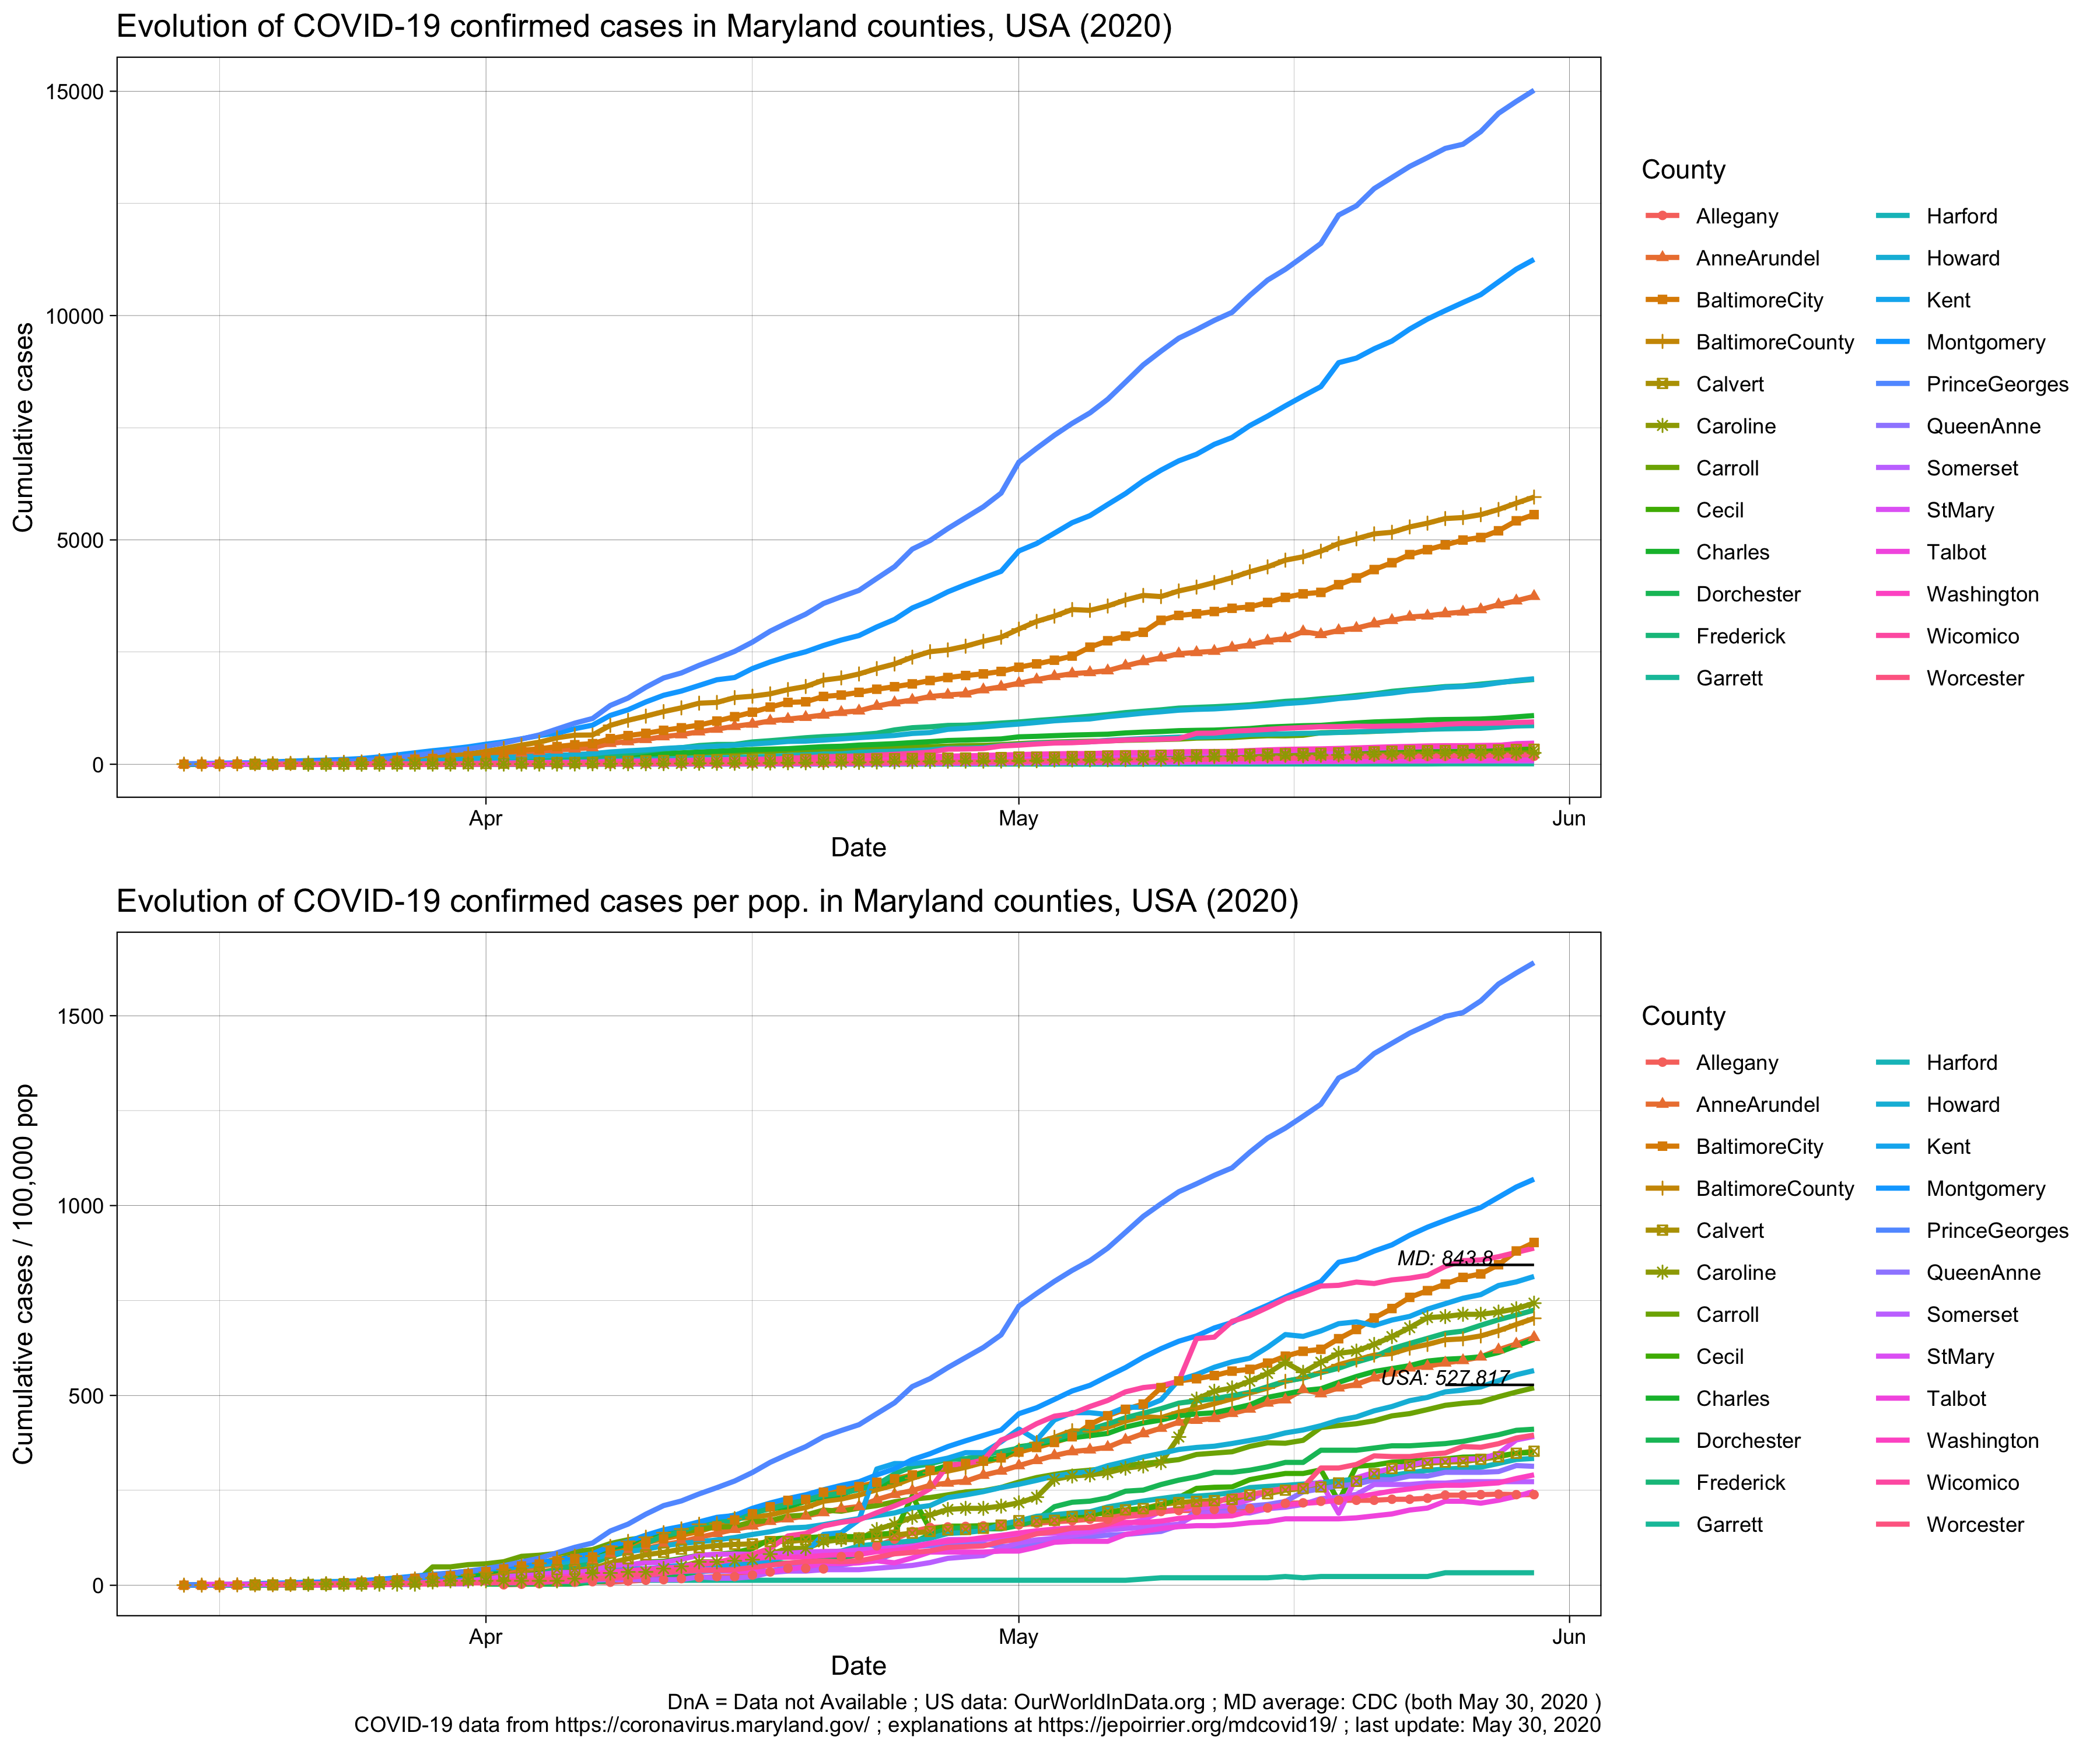 Evolution of COVID-19 confirmed cases in Maryland counties, USA (2020)
15000
10000
5000
0
Cumulative cases
Apr
May
Jun
Date
County
Allegany
AnneArundel
BaltimoreCity
BaltimoreCounty
Calvert
Caroline
Carroll
Cecil
Charles
Dorchester
Frederick
Garrett
Harford
Howard
Kent
Montgomery
PrinceGeorges
QueenAnne
Somerset
StMary
Talbot
Washington
Wicomico
Worcester
Evolution of COVID-19 confirmed cases per pop. in Maryland counties, USA (2020)
1500
1000
500
0
Cumulative cases / 100,000 pop
MD: 843.8
USA: 527.817
Apr
May
Jun
Date
County
Allegany
AnneArundel
BaltimoreCity
BaltimoreCounty
Calvert
Caroline
Carroll
Cecil
Charles
Dorchester
Frederick
Garrett
Harford
Howard
Kent
Montgomery
PrinceGeorges
QueenAnne
Somerset
StMary
Talbot
Washington
Wicomico
Worcester
DnA = Data not Available ; US data: OurWorldInData.org ; MD average: CDC (both May 30, 2020 )
COVID-19 data from https://coronavirus.maryland.gov/ ; explanations at https://jepoirrier.org/mdcovid19/ ; last update: May 30, 2020